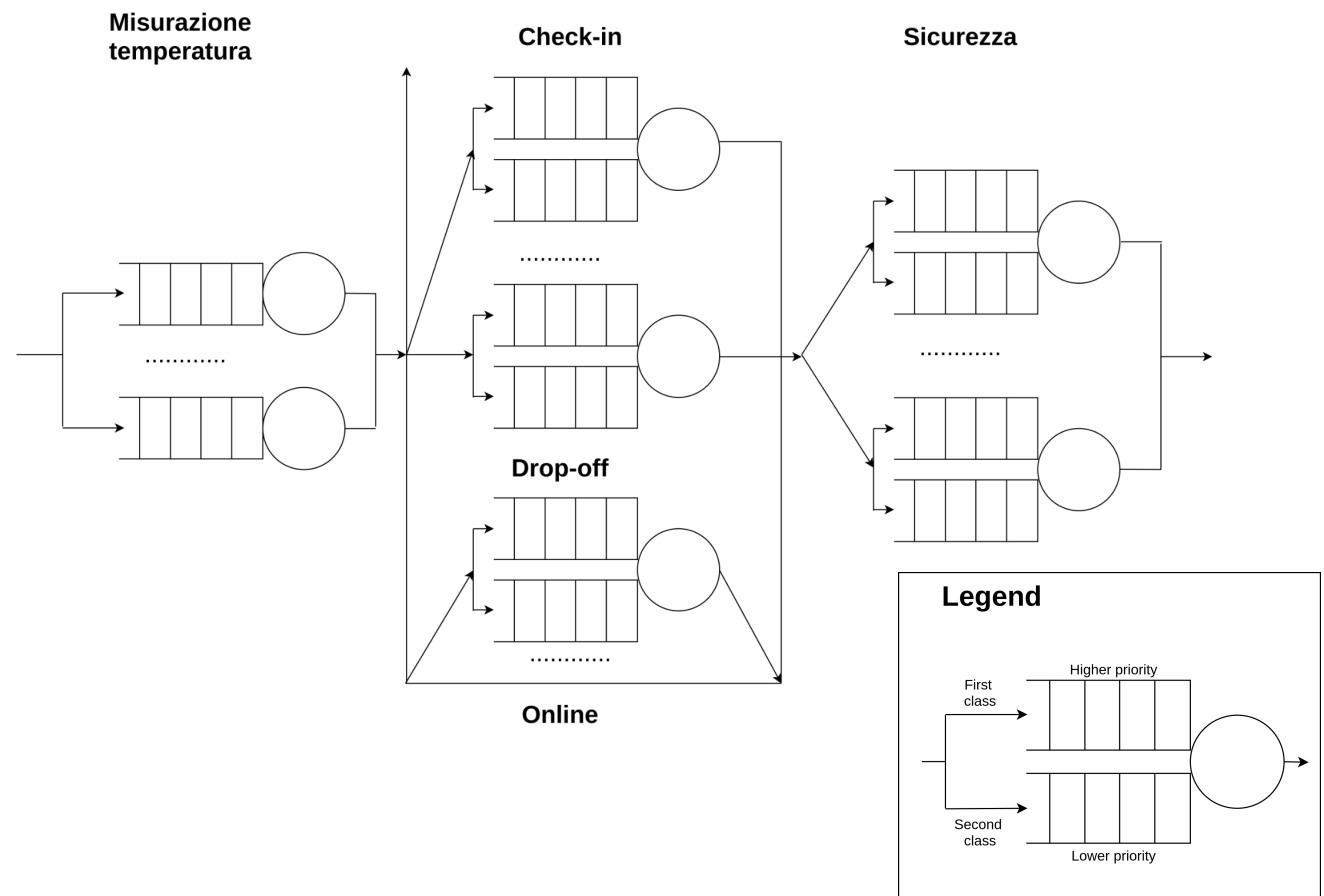 Misurazione
temperatura
Check-in
Sicurezza
............
............
............
Drop-off
............
Online
Legend
Higher priority
First
class
Second
class
Lower priority